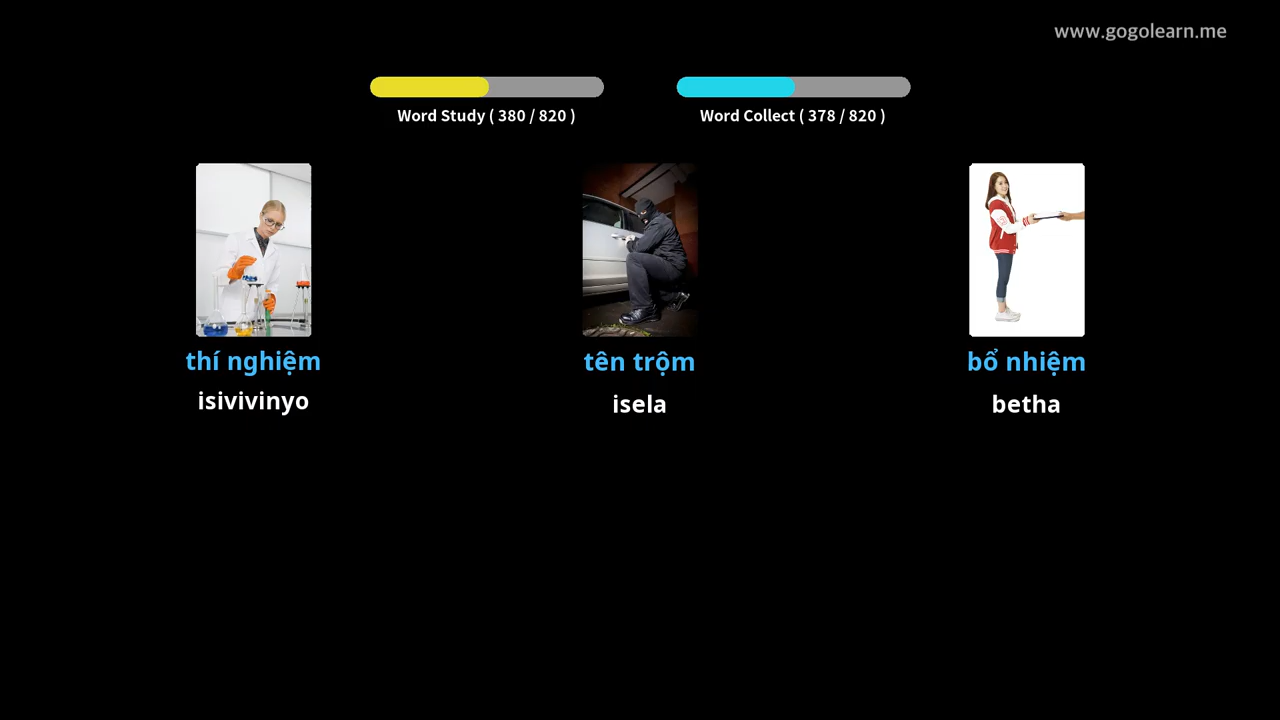 www.gogolearn.me
Word Study ( 380 / 820 )
Word Collect ( 378 / 820 )
thí nghiệm
isivivinyo
tên trộm
isela
bổ nhiệm
betha